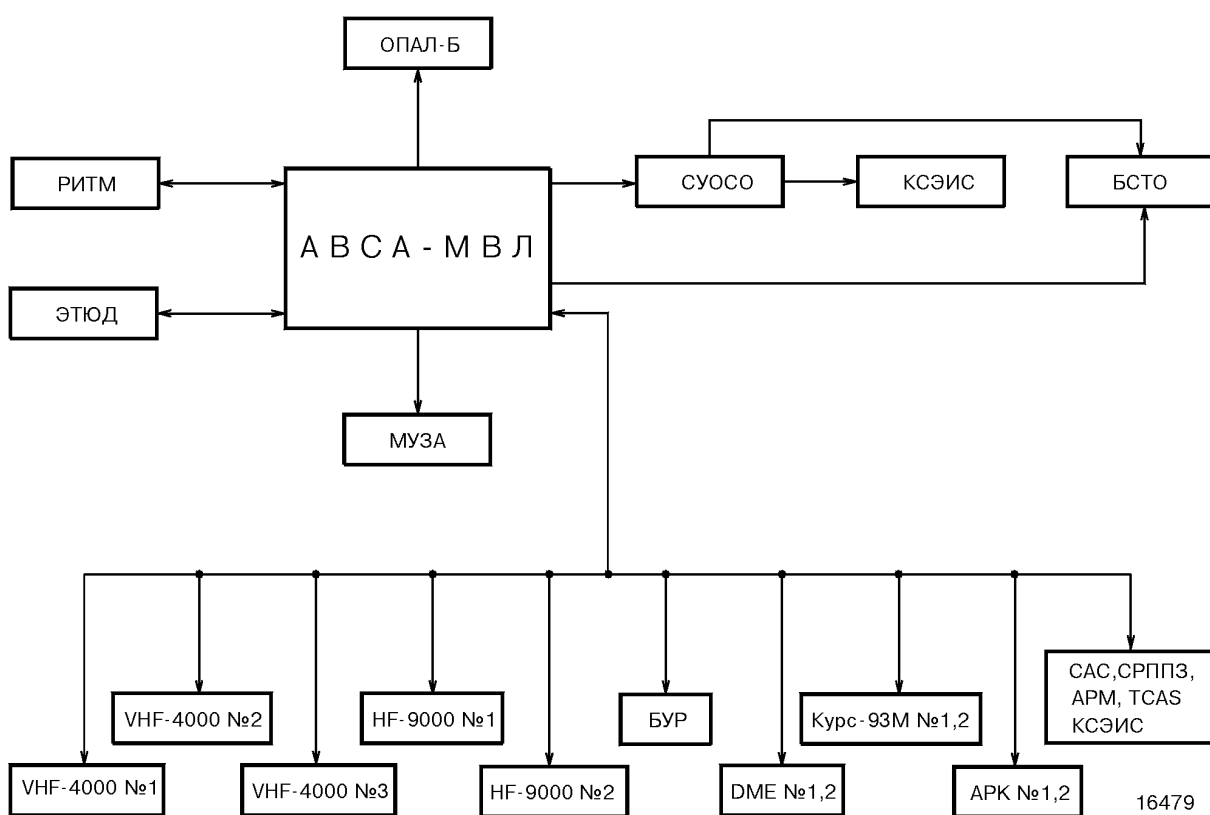 ОПАЛ-Б
РИТМ
СУОСО
КСЭИС
БСТО
АВСА-МВЛ
ЭТЮД
МУЗА
САС,СРППЗ,
АРМ, TCAS
КСЭИС
VHF-4000 №2
HF-9000 №1
БУР
Курс-93М №1,2
VHF-4000 №1
VHF-4000 №3
HF-9000 №2
DME №1,2
АРК №1,2
16479